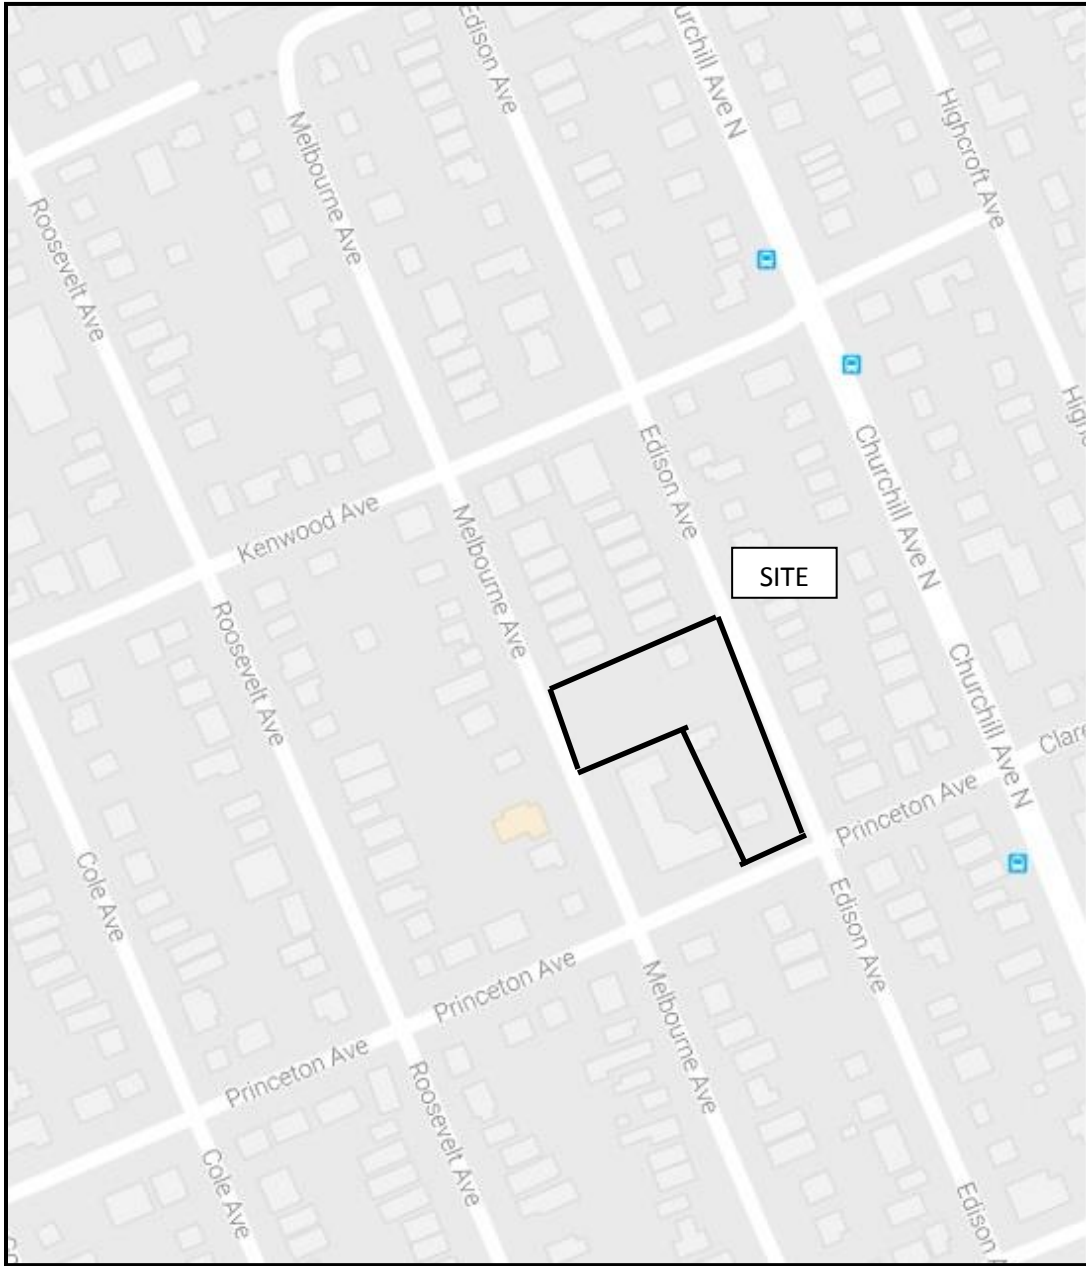 Edison Ave
urchill Ave N
Highcroft Ave
Melbourne Ave
Roosevelt Ave
High
Edison Ave
Churchill Ave N
Kenwood Ave
Melbourne Ave
SITE
Roosevelt Ave
Churchill Ave N
Clare
Princeton Ave
Cole Ave
Edison Ave
Princeton Ave
Melbourne Ave
Princeton Ave
Roosevelt Ave
Cole Ave
Edison A